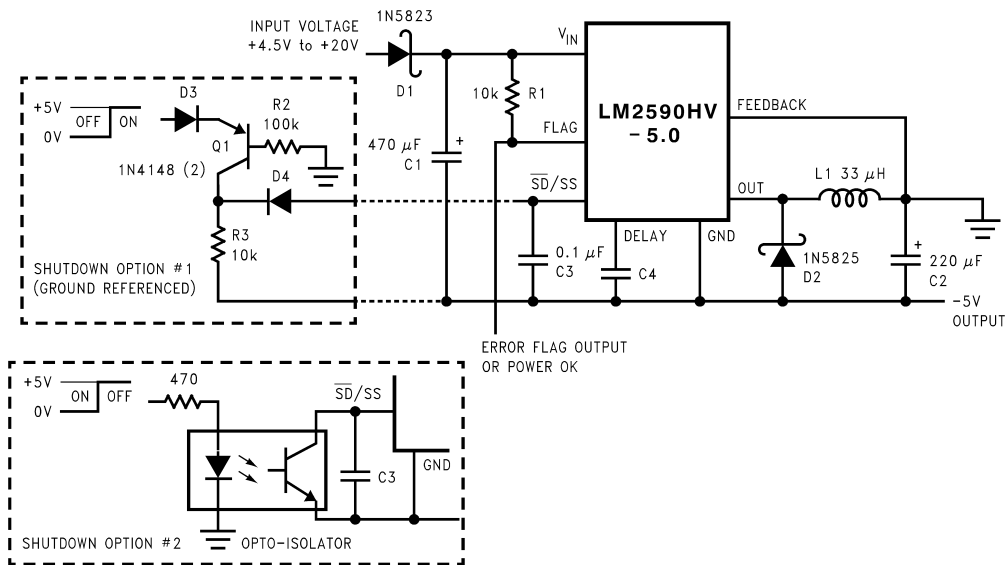 1N5823
INPUT VOLTAGE
+4.5V to +20V
D1
VIN
10k R1
LM2590HV
-5.0
FEEDBACK
FLAG
470 μF
C1
+
SD/SS
OUT
L1 33 μH
DELAY
GND
0.1 μF
C3
C4
1N5825
D2
+
220 μF
C2
-5V
OUTPUT
ERROR FLAG OUTPUT
OR POWER OK
+5V
OFF ON
0V
D3
R2
100k
Q1
1N4148 (2)
D4
R3
10k
SHUTDOWN OPTION #1
(GROUND REFERENCED)
+5V
ON OFF
0V
470
SD/SS
GND
C3
SHUTDOWN OPTION #2
OPTO-ISOLATOR